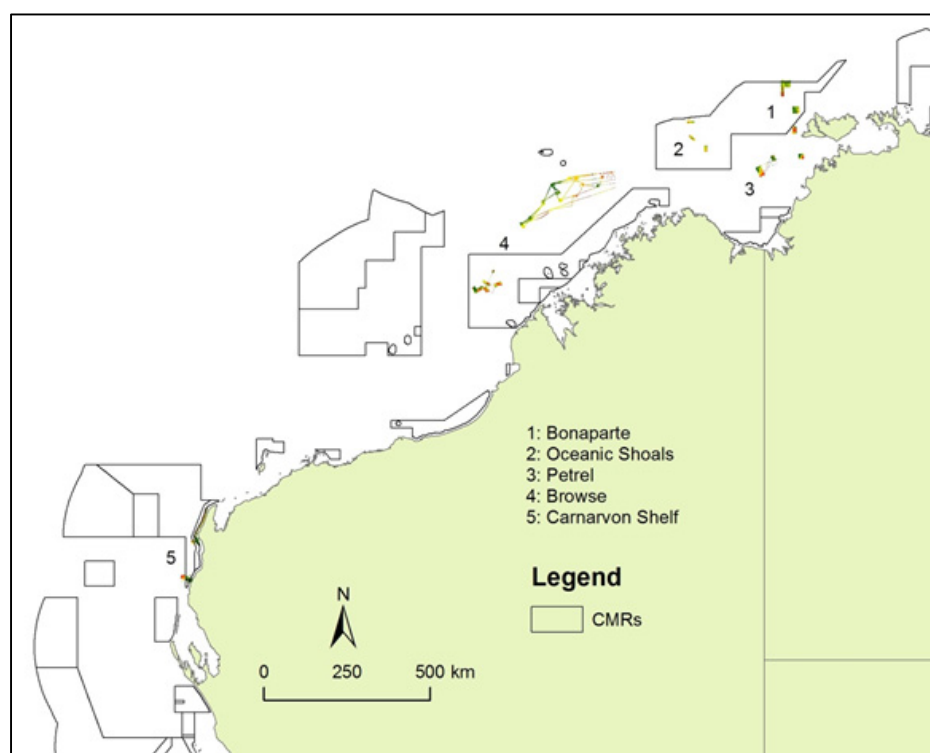 1
2
3
4
1: Bonaparte
2: Oceanic Shoals
3: Petrel
4: Browse
5: Carnarvon Shelf
5
Legend
CMRs
N
0 250 500 km